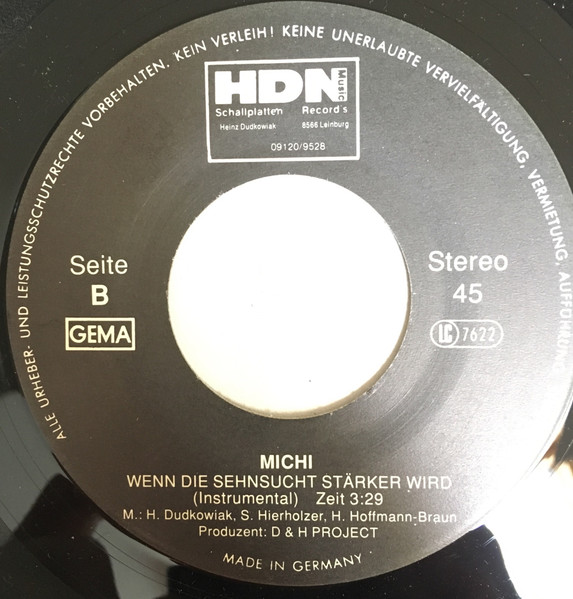 ALLE URHEBER- UND LEISTUNGSSCHUTZRECHTE VORBEHALTEN. KEIN VERLEIH! KEINE UNERLAUBTE VERVIELFÄLTIGUNG, VERMIETUNG, AUFFÜHRUNG
HDN Music
Schallplatten Record's
Heinz Dudkowiak 8566 Leinburg
09120/9528
Seite
B
GEMA
Stereo
45
LC 7622
MICHI
WENN DIE SEHNSUCHT STÄRKER WIRD
(Instrumental) Zeit 3:29
M.: H. Dudkowiak, S. Hierholzer, H. Hoffmann-Braun
Produzent: D & H PROJECT
MADE IN GERMANY